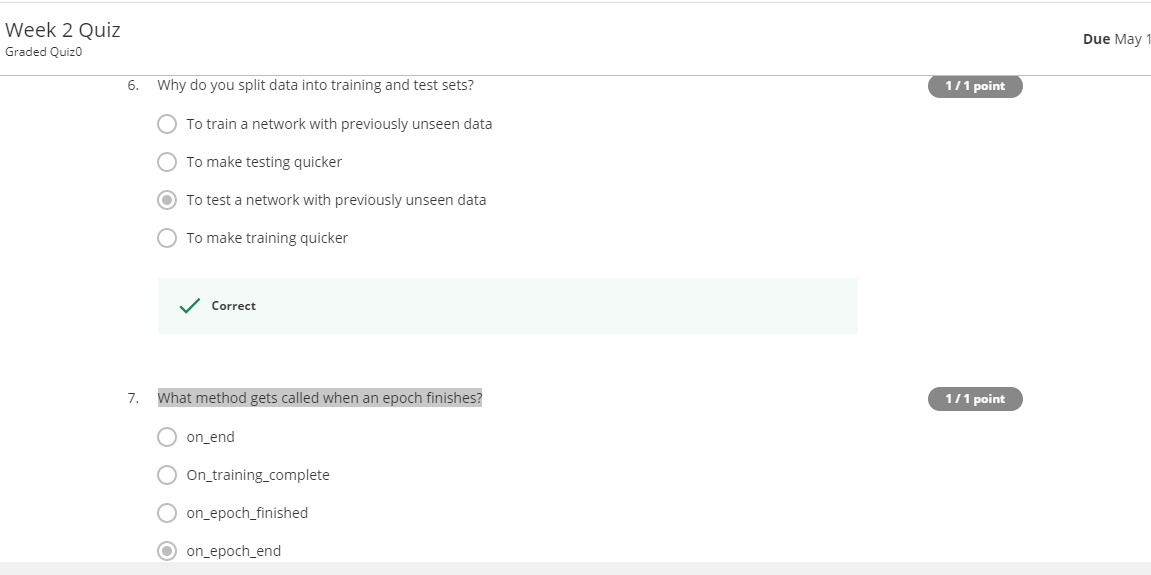 Week 2 Quiz
Graded Quiz0
Due May 1
6. Why do you split data into training and test sets?
1 / 1 point
To train a network with previously unseen data
To make testing quicker
To test a network with previously unseen data
To make training quicker
Correct
7. What method gets called when an epoch finishes?
1 / 1 point
on_end
On_training_complete
on_epoch_finished
on_epoch_end